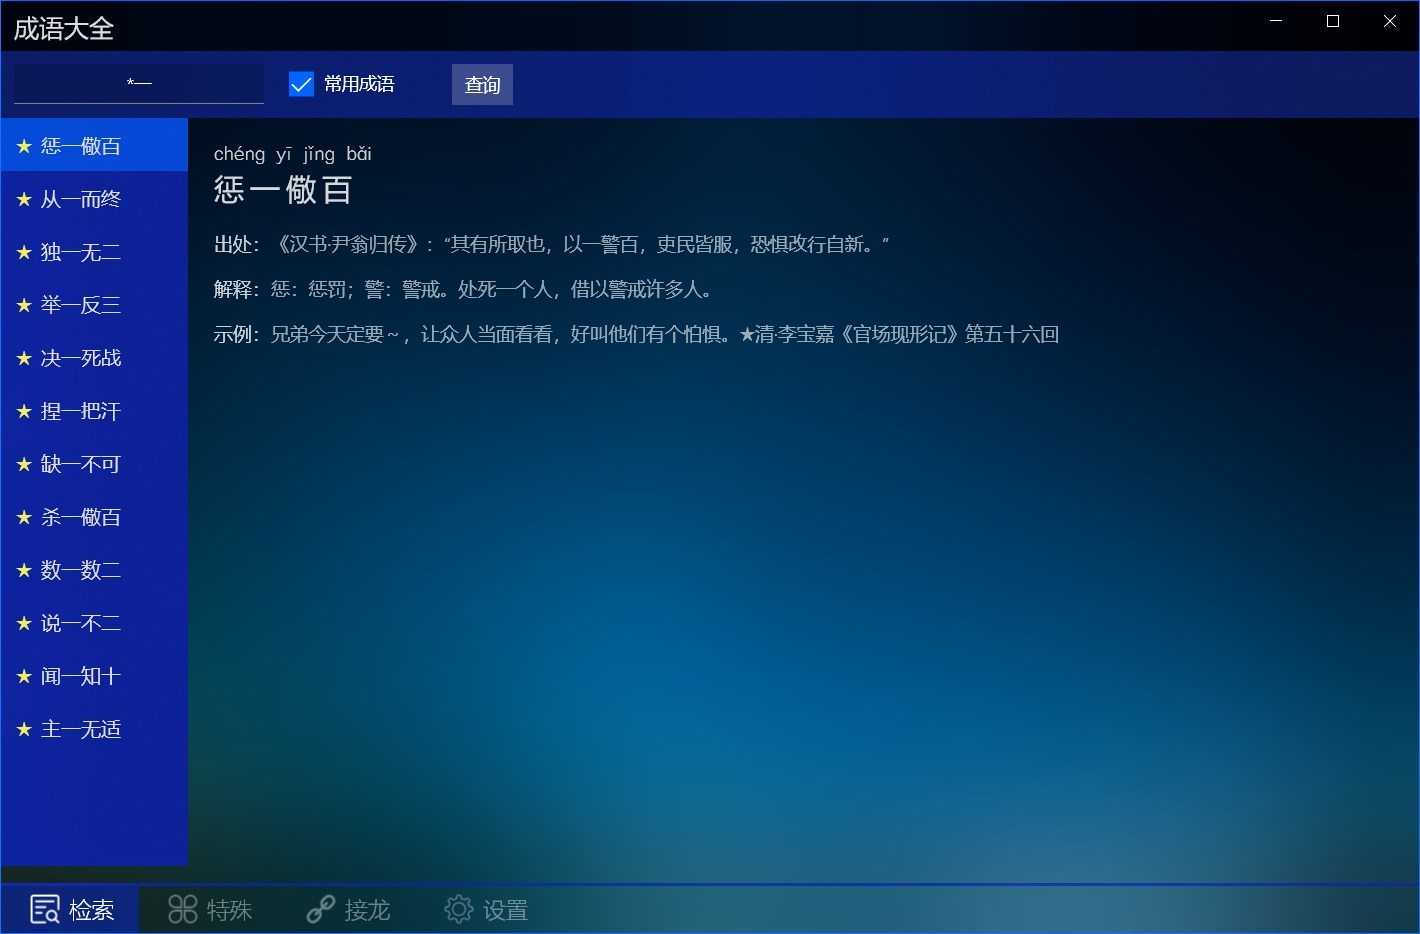 成语大全
*一
常用成语
查询
★ 惩一儆百
★ 从一而终
★ 独一无二
★ 举一反三
★ 决一死战
★ 捏一把汗
★ 缺一不可
★ 杀一儆百
★ 数一数二
★ 说一不二
★ 闻一知十
★ 主一无适
chéng yī jǐng bǎi
惩一儆百
出处：《汉书·尹翁归传》：“其有所取也，以一警百，吏民皆服，恐惧改行自新。”
解释：惩：惩罚；警：警戒。处死一个人，借以警戒许多人。
示例：兄弟今天定要～，让众人当面看看，好叫他们有个怕惧。★清·李宝嘉《官场现形记》第五十六回
检索
特殊
接龙
设置